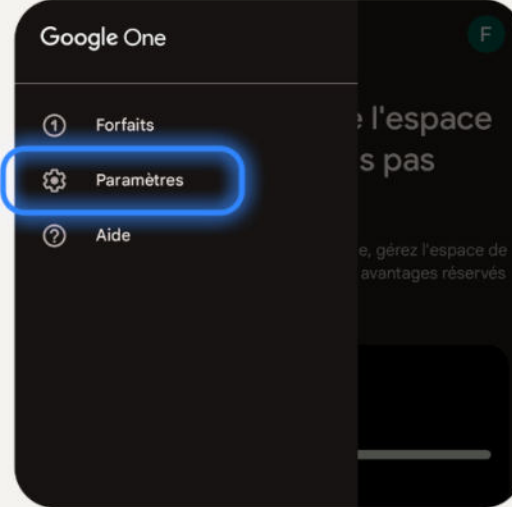 Google One
F
l'espace
s pas
Forfaits
Paramètres
Aide
e, gérez l'espace de
avantages réservés